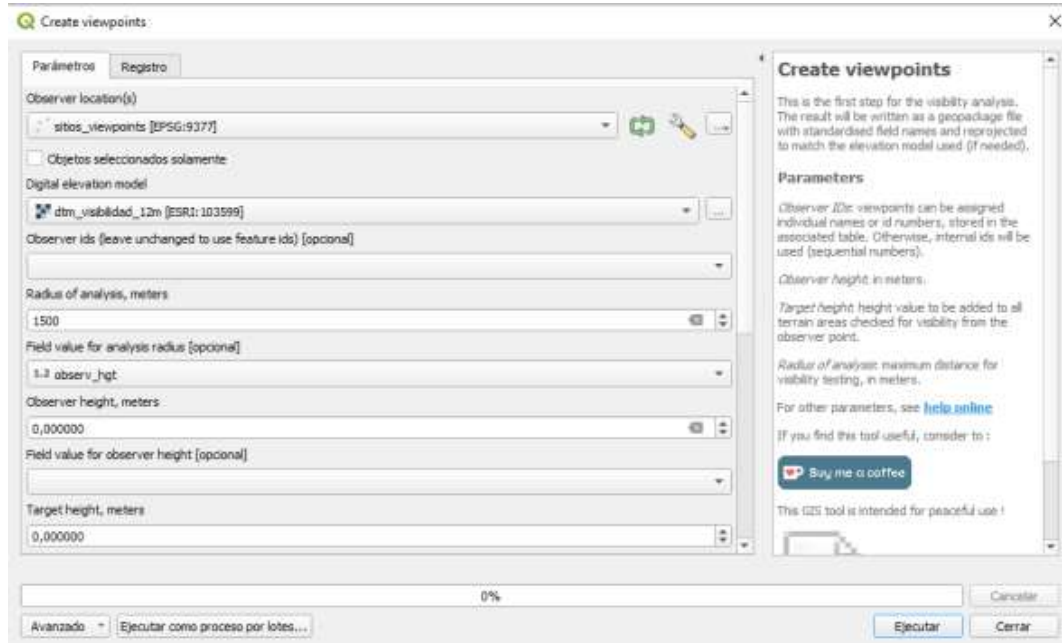 Create viewpoints
Parámetros
Registro
Observer location(s)
sitios_viewpoints [EPSG:9377]
Objetos seleccionados solamente
Digital elevation model
dtm_visibilidad_12m [ESRI:103599]
Observer ids (leave unchanged to use feature ids) [opcional]
Radius of analysis, meters
1500
Field value for analysis radius [opcional]
1.2 observ_hgt
Observer height, meters
0,000000
Field value for observer height [opcional]
Target height, meters
0,000000
Create viewpoints
This is the first step for the visibility analysis.
The result will be written as a geopackage file
with standardised field names and reprojected
to match the elevation model used (if needed).
Parameters
Observer IDs: viewpoints can be assigned
individual names or id numbers, stored in the
associated table. Otherwise, internal ids will be
used (sequential numbers).
Observer height: in meters.
Target height: height value to be added to all
terrain areas checked for visibility from the
observer point.
Radius of analysis: maximum distance for
visibility testing, in meters.
For other parameters, see help online
If you find this tool useful, consider to :
Buy me a coffee
This GIS tool is intended for peaceful use !
0%
Cancelar
Avanzado
Ejecutar como proceso por lotes...
Ejecutar
Cerrar